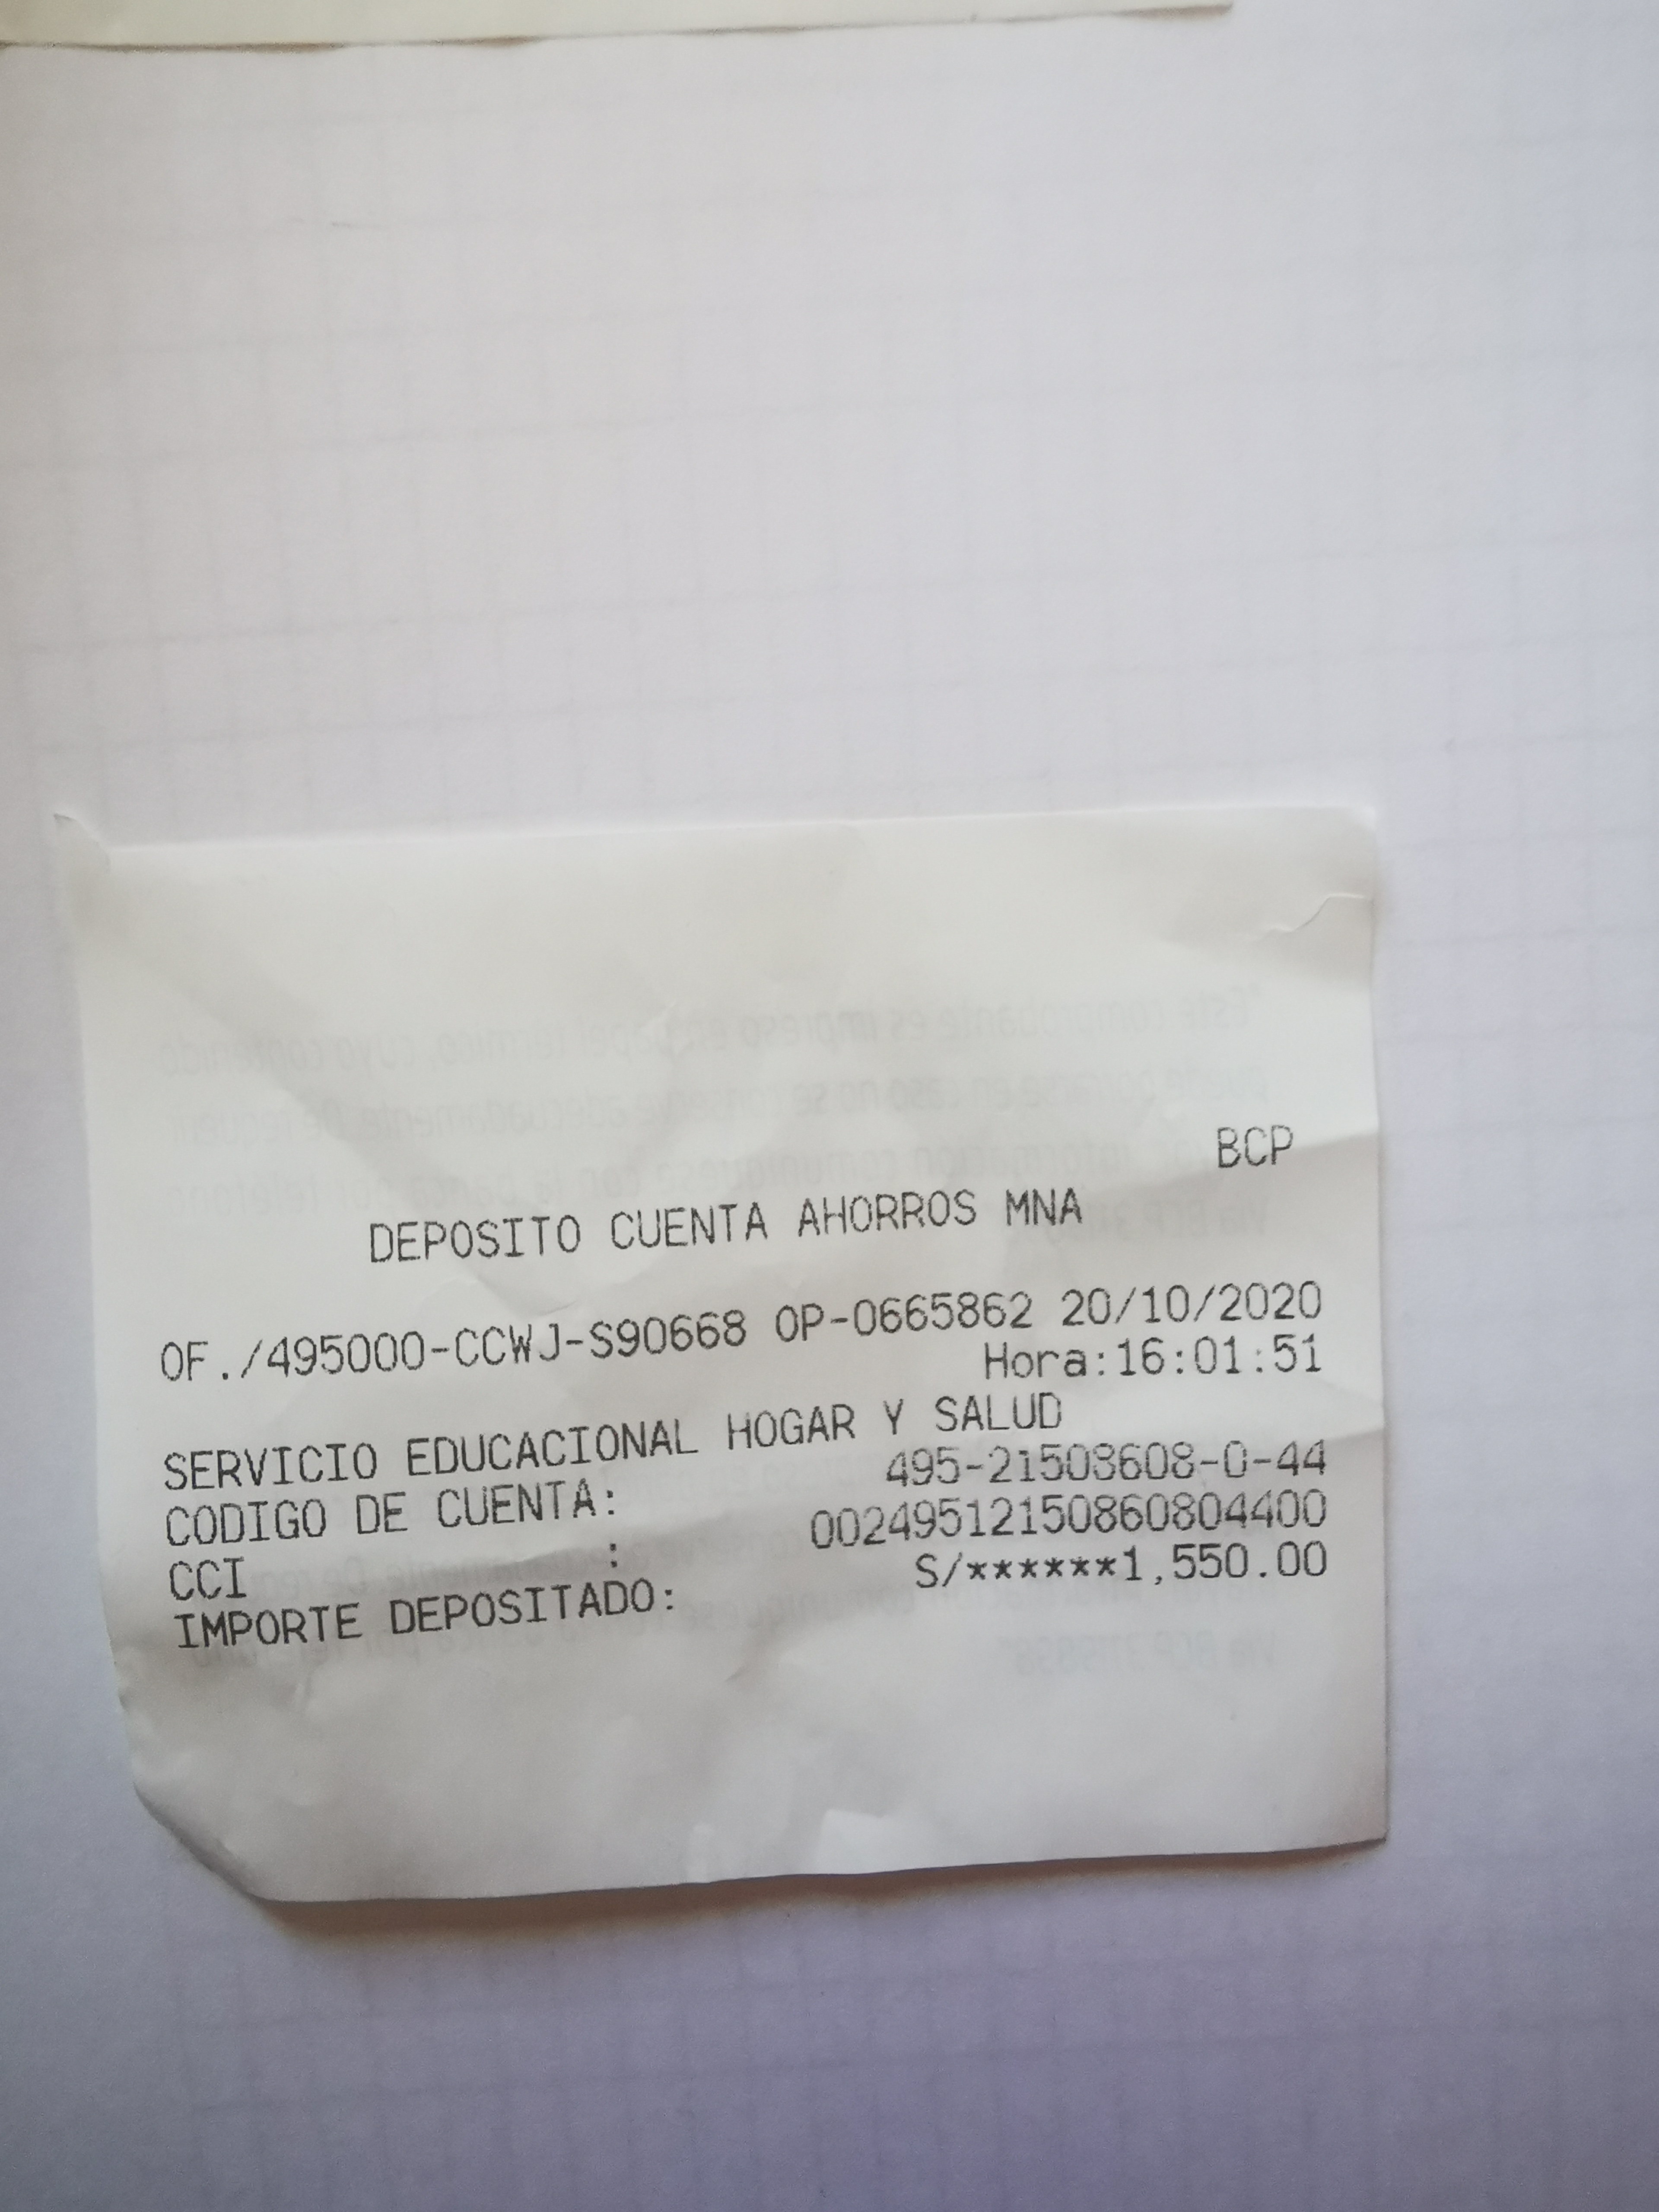 BCP
DEPOSITO CUENTA AHORROS MNA
OF./495000-CCWJ-S90668 OP-0665862 20/10/2020
Hora:16:01:51
SERVICIO EDUCACIONAL HOGAR Y SALUD
CODIGO DE CUENTA: 495-21508608-0-44
CCI : 00249512150860804400
IMPORTE DEPOSITADO: S/******1,550.00